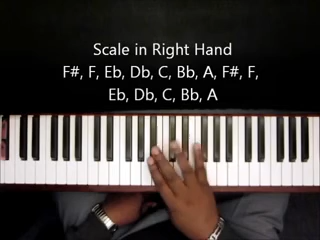 Scale in Right Hand
F#, F, Eb, Db, C, Bb, A, F#, F,
Eb, Db, C, Bb, A